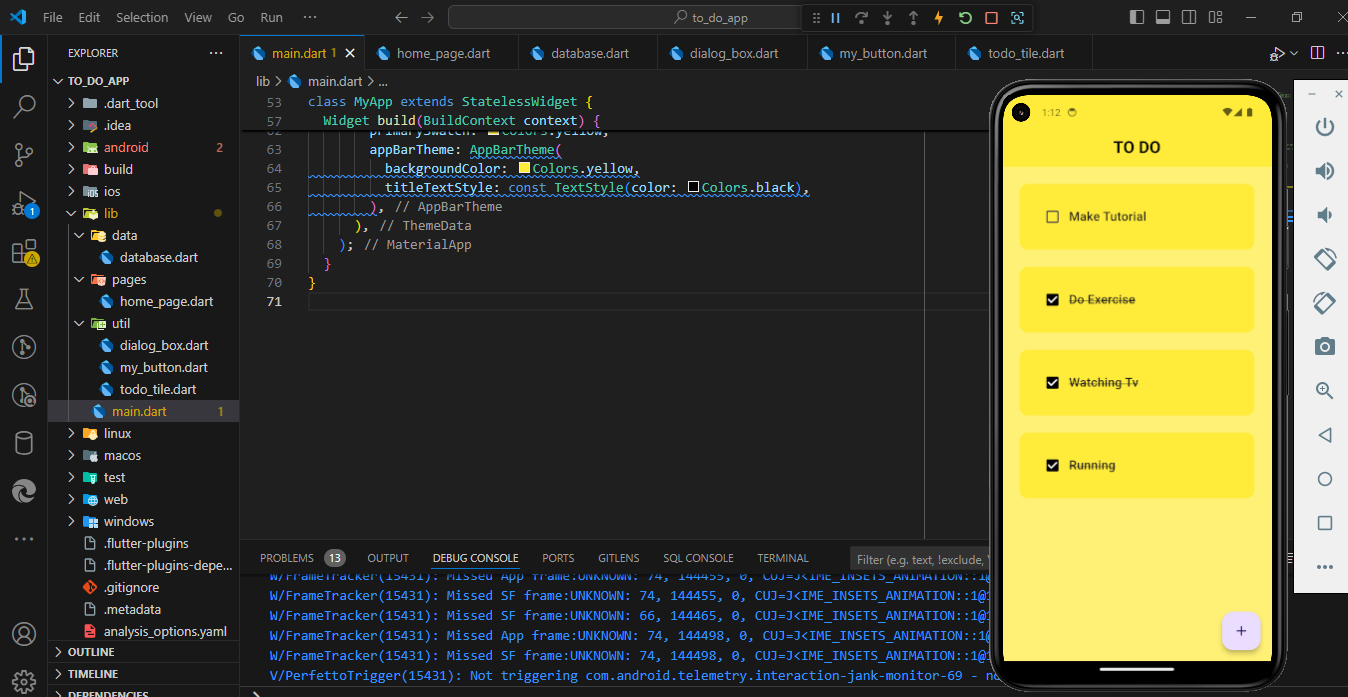 File Edit Selection View Go Run ···
to_do_app
EXPLORER
TO_DO_APP
.dart_tool
.idea
android 2
build
ios
lib
data
database.dart
pages
home_page.dart
util
dialog_box.dart
my_button.dart
todo_tile.dart
main.dart 1
linux
macos
test
web
windows
.flutter-plugins
.flutter-plugins-depe...
.gitignore
.metadata
analysis_options.yaml
OUTLINE
TIMELINE
DEPENDENCIES
1
main.dart 1 home_page.dart database.dart dialog_box.dart my_button.dart todo_tile.dart
lib > main.dart > ...
53 class MyApp extends StatelessWidget {
57 Widget build(BuildContext context) {
62 primarySwatch: Colors.yellow,
63 appBarTheme: AppBarTheme(
64 backgroundColor: Colors.yellow,
65 titleTextStyle: const TextStyle(color: Colors.black),
66 ), // AppBarTheme
67 ), // ThemeData
68 ); // MaterialApp
69 }
70 }
71
PROBLEMS 13 OUTPUT DEBUG CONSOLE PORTS GITLENS SQL CONSOLE TERMINAL
Filter (e.g. text, !exclude,
W/FrameTracker(15431): Missed App frame:UNKNOWN: 74, 144455, 0, CUJ=J<IME_INSETS_ANIMATION::1@1
W/FrameTracker(15431): Missed SF frame:UNKNOWN: 74, 144455, 0, CUJ=J<IME_INSETS_ANIMATION::1@1
W/FrameTracker(15431): Missed SF frame:UNKNOWN: 66, 144465, 0, CUJ=J<IME_INSETS_ANIMATION::1@1
W/FrameTracker(15431): Missed App frame:UNKNOWN: 74, 144498, 0, CUJ=J<IME_INSETS_ANIMATION::1@1
W/FrameTracker(15431): Missed SF frame:UNKNOWN: 74, 144498, 0, CUJ=J<IME_INSETS_ANIMATION::1@1
V/PerfettoTrigger(15431): Not triggering com.android.telemetry.interaction-jank-monitor-69 - no
1:12
TO DO
Make Tutorial
Do Exercise
Watching Tv
Running
+